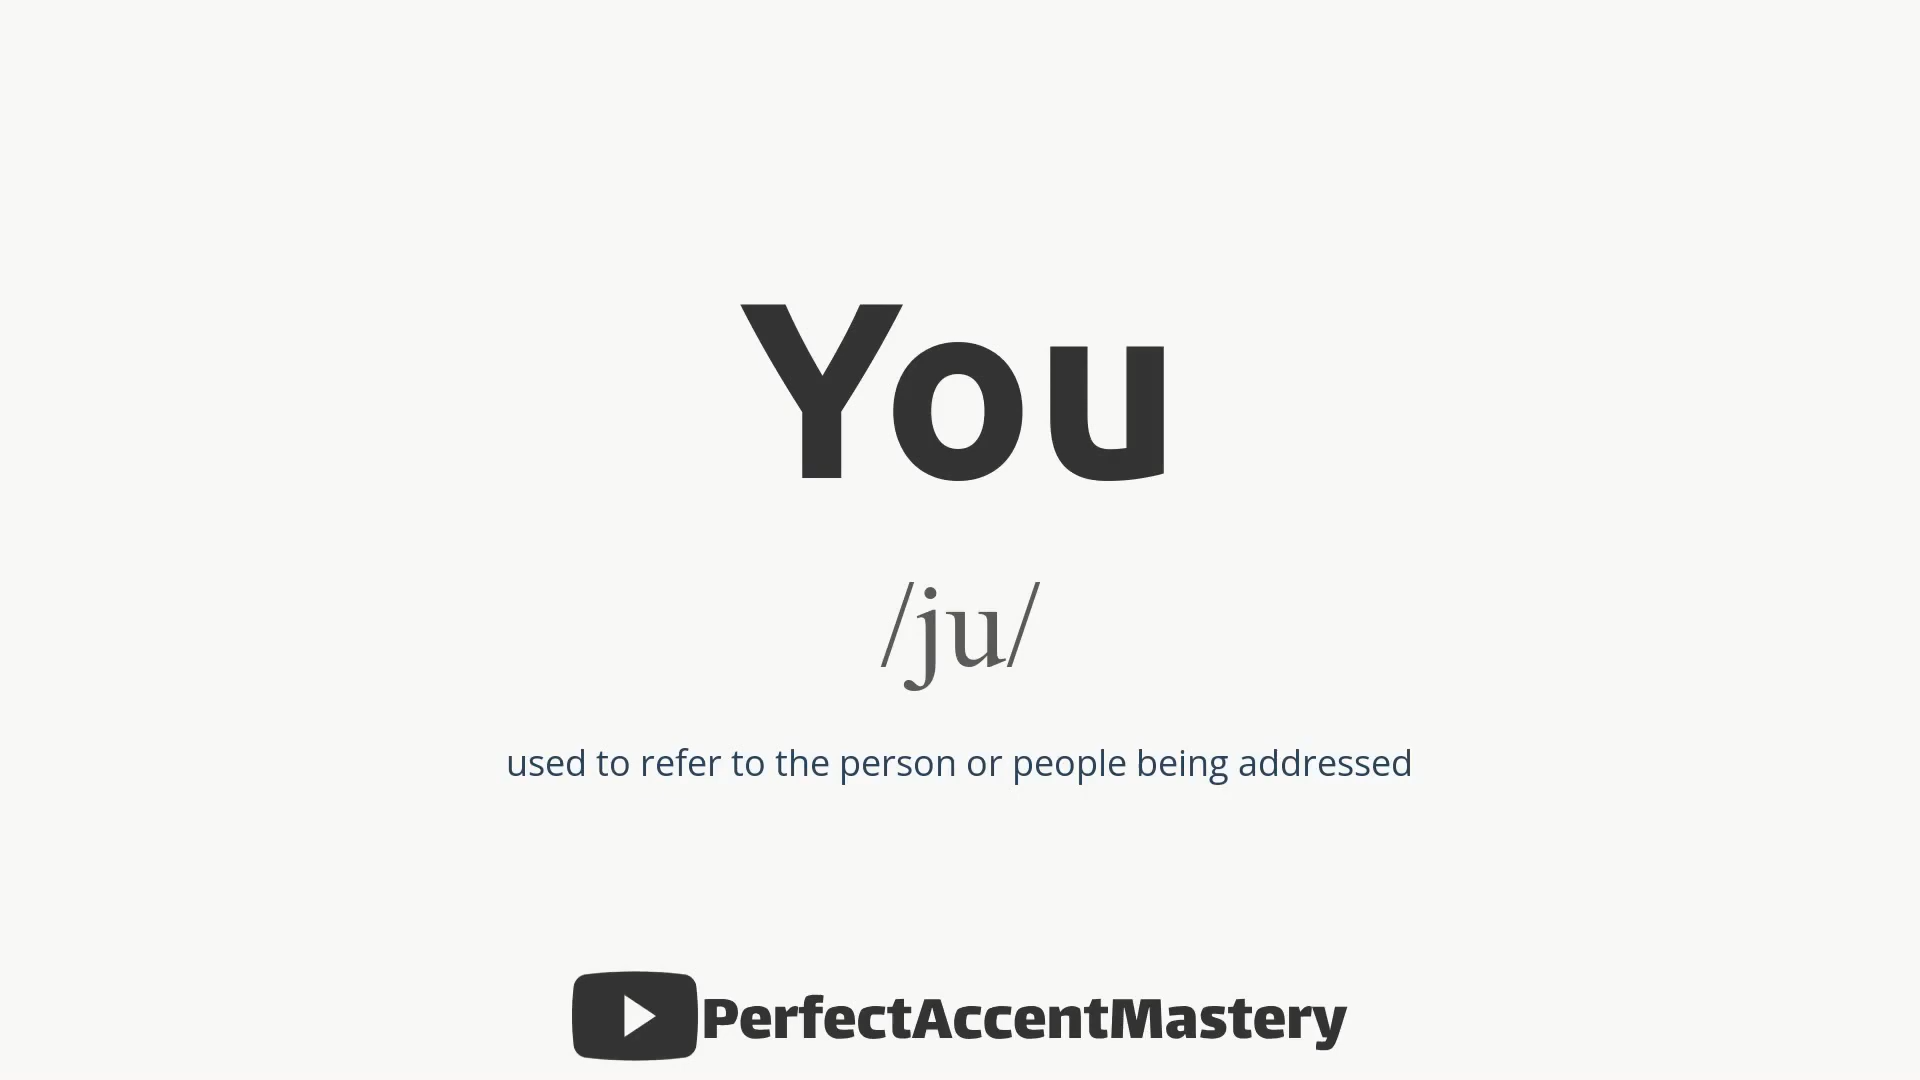 You
/ju/
used to refer to the person or people being addressed
PerfectAccentMastery